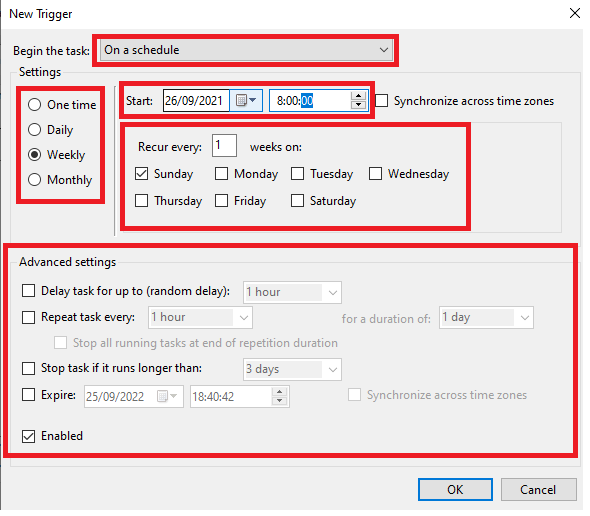 New Trigger
Begin the task: On a schedule
Settings
One time
Daily
Weekly
Monthly
Start: 26/09/2021 8:00:00 Synchronize across time zones
Recur every: 1 weeks on:
Sunday Monday Tuesday Wednesday
Thursday Friday Saturday
Advanced settings
Delay task for up to (random delay): 1 hour
Repeat task every: 1 hour for a duration of: 1 day
Stop all running tasks at end of repetition duration
Stop task if it runs longer than: 3 days
Expire: 25/09/2022 18:40:42 Synchronize across time zones
Enabled
OK Cancel